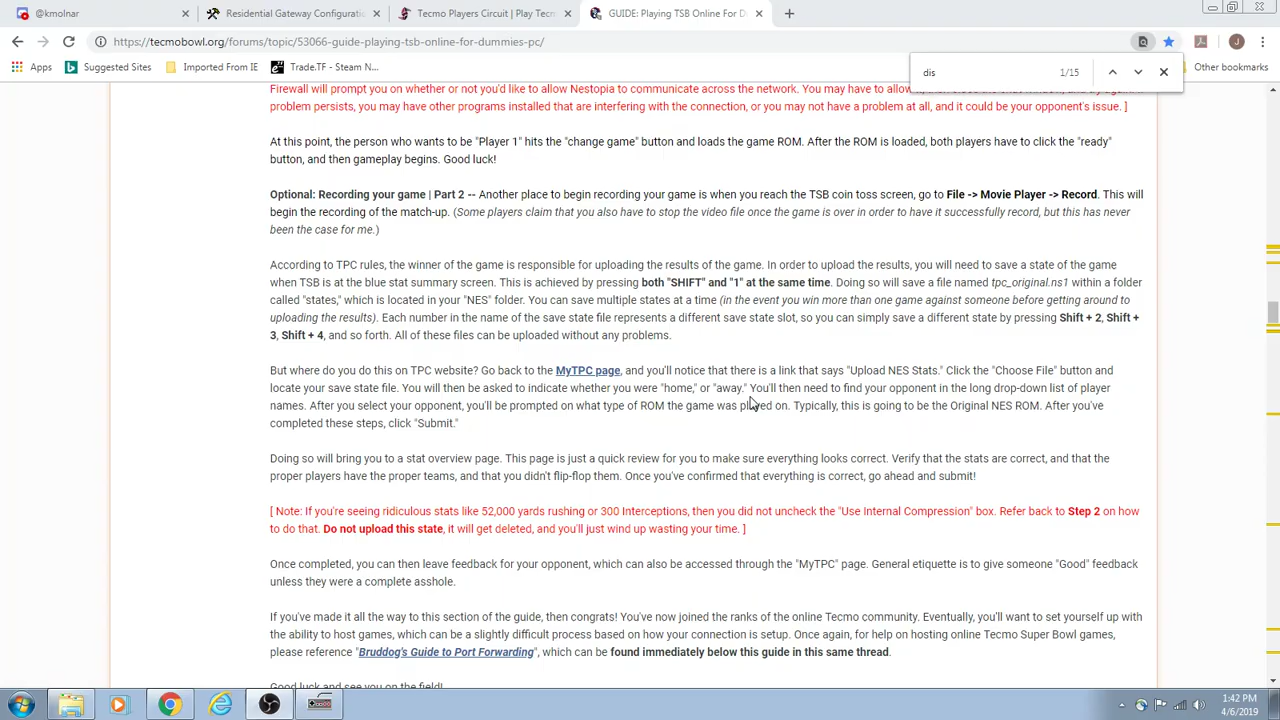 @kmolnar
Residential Gateway Configuratio
Tecmo Players Circuit | Play Tecm
GUIDE: Playing TSB Online For D
https://tecmobowl.org/forums/topic/53066-guide-playing-tsb-online-for-dummies-pc/
J
Apps
Suggested Sites
Imported From IE
Trade.TF - Steam N...
Other bookmarks
dis
1/15
Firewall will prompt you on whether or not you'd like to allow Nestopia to communicate across the network. You may have to allow
problem persists, you may have other programs installed that are interfering with the connection, or you may not have a problem at all, and it could be your opponent's issue. ]
At this point, the person who wants to be "Player 1" hits the "change game" button and loads the game ROM. After the ROM is loaded, both players have to click the "ready"
button, and then gameplay begins. Good luck!
Optional: Recording your game | Part 2 -- Another place to begin recording your game is when you reach the TSB coin toss screen, go to File -> Movie Player -> Record. This will
begin the recording of the match-up. (Some players claim that you also have to stop the video file once the game is over in order to have it successfully record, but this has never
been the case for me.)
According to TPC rules, the winner of the game is responsible for uploading the results of the game. In order to upload the results, you will need to save a state of the game
when TSB is at the blue stat summary screen. This is achieved by pressing both "SHIFT" and "1" at the same time. Doing so will save a file named tpc_original.ns1 within a folder
called "states," which is located in your "NES" folder. You can save multiple states at a time (in the event you win more than one game against someone before getting around to
uploading the results). Each number in the name of the save state file represents a different save state slot, so you can simply save a different state by pressing Shift + 2, Shift +
3, Shift + 4, and so forth. All of these files can be uploaded without any problems.
But where do you do this on TPC website? Go back to the MyTPC page, and you'll notice that there is a link that says "Upload NES Stats." Click the "Choose File" button and
locate your save state file. You will then be asked to indicate whether you were "home," or "away." You'll then need to find your opponent in the long drop-down list of player
names. After you select your opponent, you'll be prompted on what type of ROM the game was played on. Typically, this is going to be the Original NES ROM. After you've
completed these steps, click "Submit."
Doing so will bring you to a stat overview page. This page is just a quick review for you to make sure everything looks correct. Verify that the stats are correct, and that the
proper players have the proper teams, and that you didn't flip-flop them. Once you've confirmed that everything is correct, go ahead and submit!
[ Note: If you're seeing ridiculous stats like 52,000 yards rushing or 300 Interceptions, then you did not uncheck the "Use Internal Compression" box. Refer back to Step 2 on how
to do that. Do not upload this state, it will get deleted, and you'll just wind up wasting your time. ]
Once completed, you can then leave feedback for your opponent, which can also be accessed through the "MyTPC" page. General etiquette is to give someone "Good" feedback
unless they were a complete asshole.
If you've made it all the way to this section of the guide, then congrats! You've now joined the ranks of the online Tecmo community. Eventually, you'll want to set yourself up with
the ability to host games, which can be a slightly difficult process based on how your connection is setup. Once again, for help on hosting online Tecmo Super Bowl games,
please reference "Bruddog's Guide to Port Forwarding", which can be found immediately below this guide in this same thread.
Good luck and see you on the field!
1:42 PM
4/6/2019